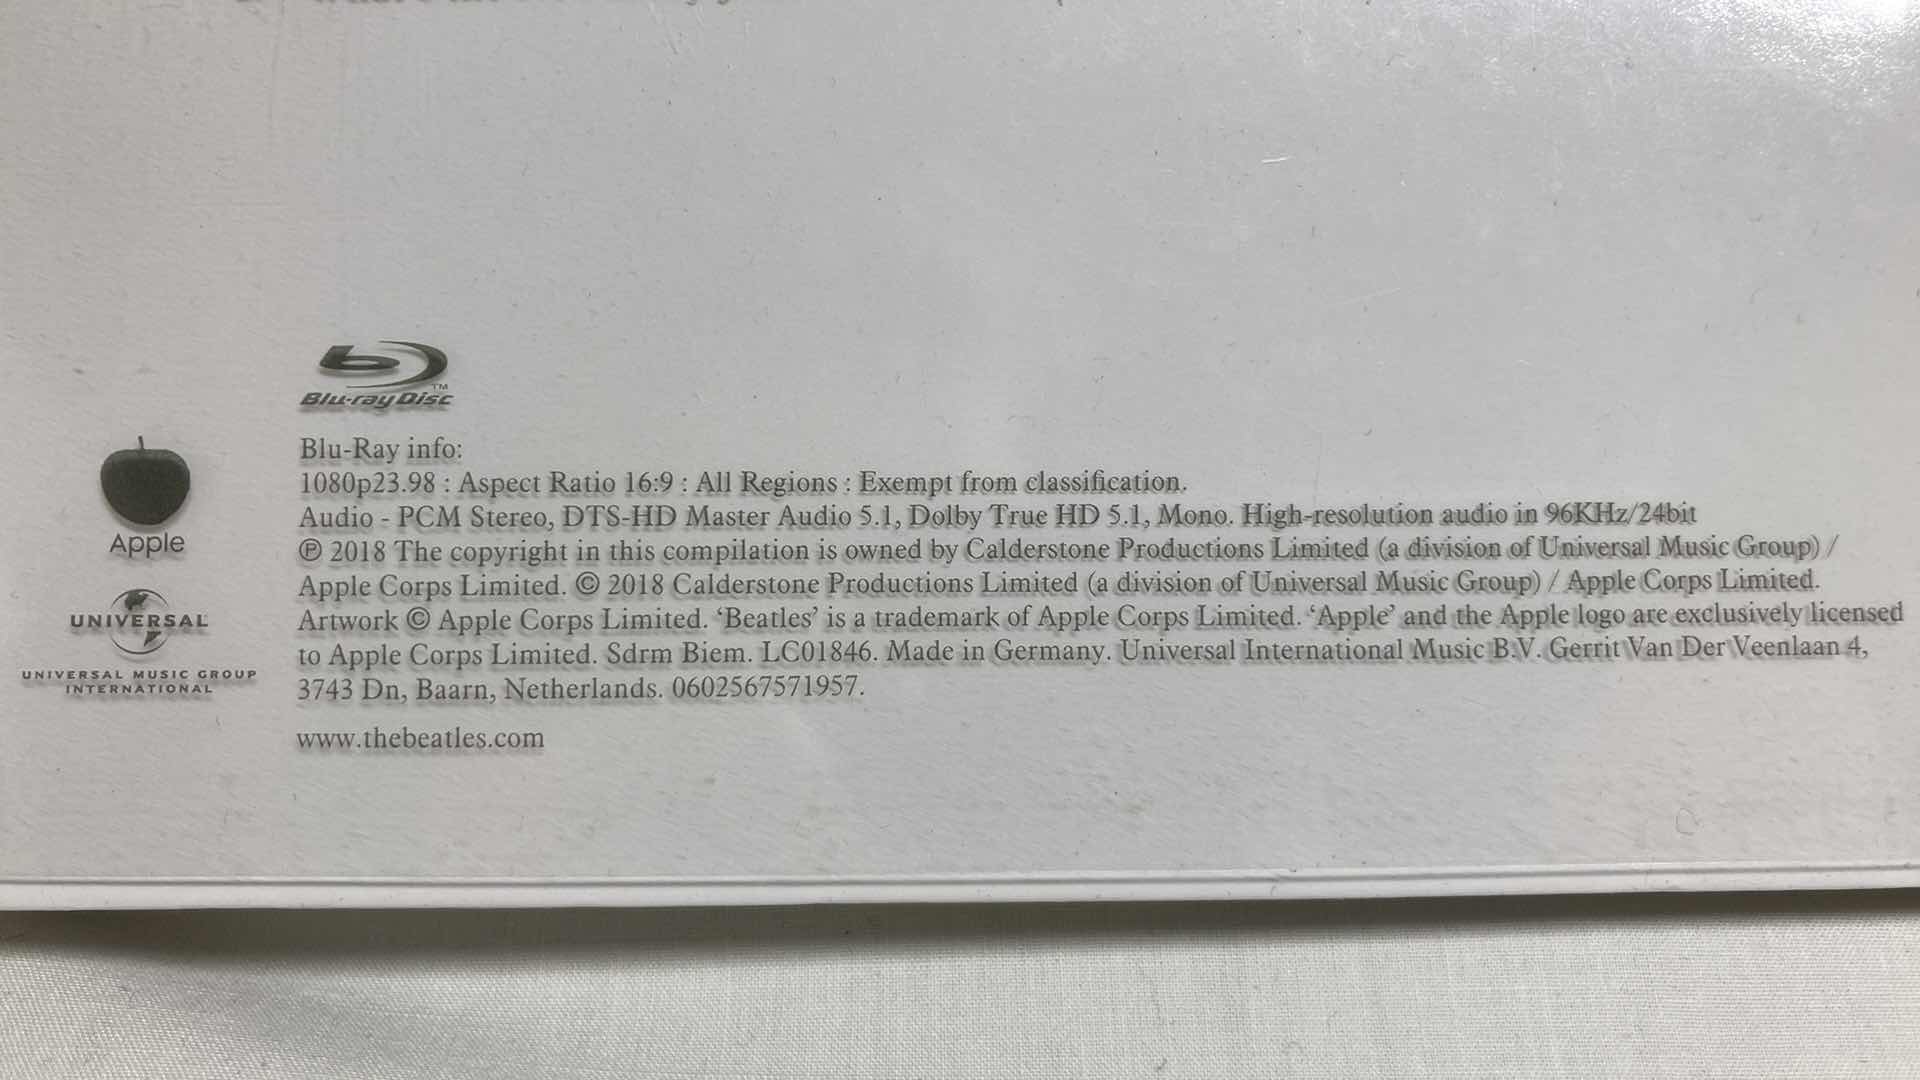 Blu-ray Disc™
Blu-Ray info:
1080p23.98 : Aspect Ratio 16:9 : All Regions : Exempt from classification.
Audio - PCM Stereo, DTS-HD Master Audio 5.1, Dolby True HD 5.1, Mono. High-resolution audio in 96KHz/24bit
℗ 2018 The copyright in this compilation is owned by Calderstone Productions Limited (a division of Universal Music Group) /
Apple Corps Limited. © 2018 Calderstone Productions Limited (a division of Universal Music Group) / Apple Corps Limited.
Artwork © Apple Corps Limited. ‘Beatles’ is a trademark of Apple Corps Limited. ‘Apple’ and the Apple logo are exclusively licensed
to Apple Corps Limited. Sdrm Biem. LC01846. Made in Germany. Universal International Music B.V. Gerrit Van Der Veenlaan 4,
3743 Dn, Baarn, Netherlands. 0602567571957.
www.thebeatles.com
Apple
UNIVERSAL
UNIVERSAL MUSIC GROUP
INTERNATIONAL